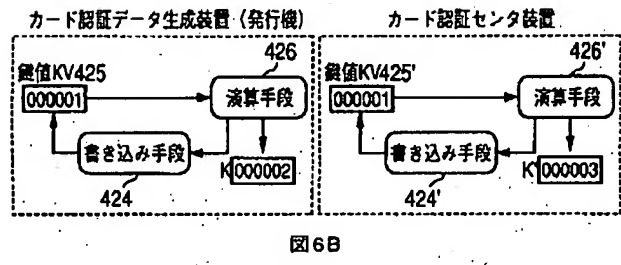 カード認証データ生成装置（発行機）
426
鍵値KV425
000001
演算手段
書き込み手段
424
K 000002
カード認証センタ装置
426'
鍵値KV425'
000001
演算手段
書き込み手段
424'
K' 000003
図6B